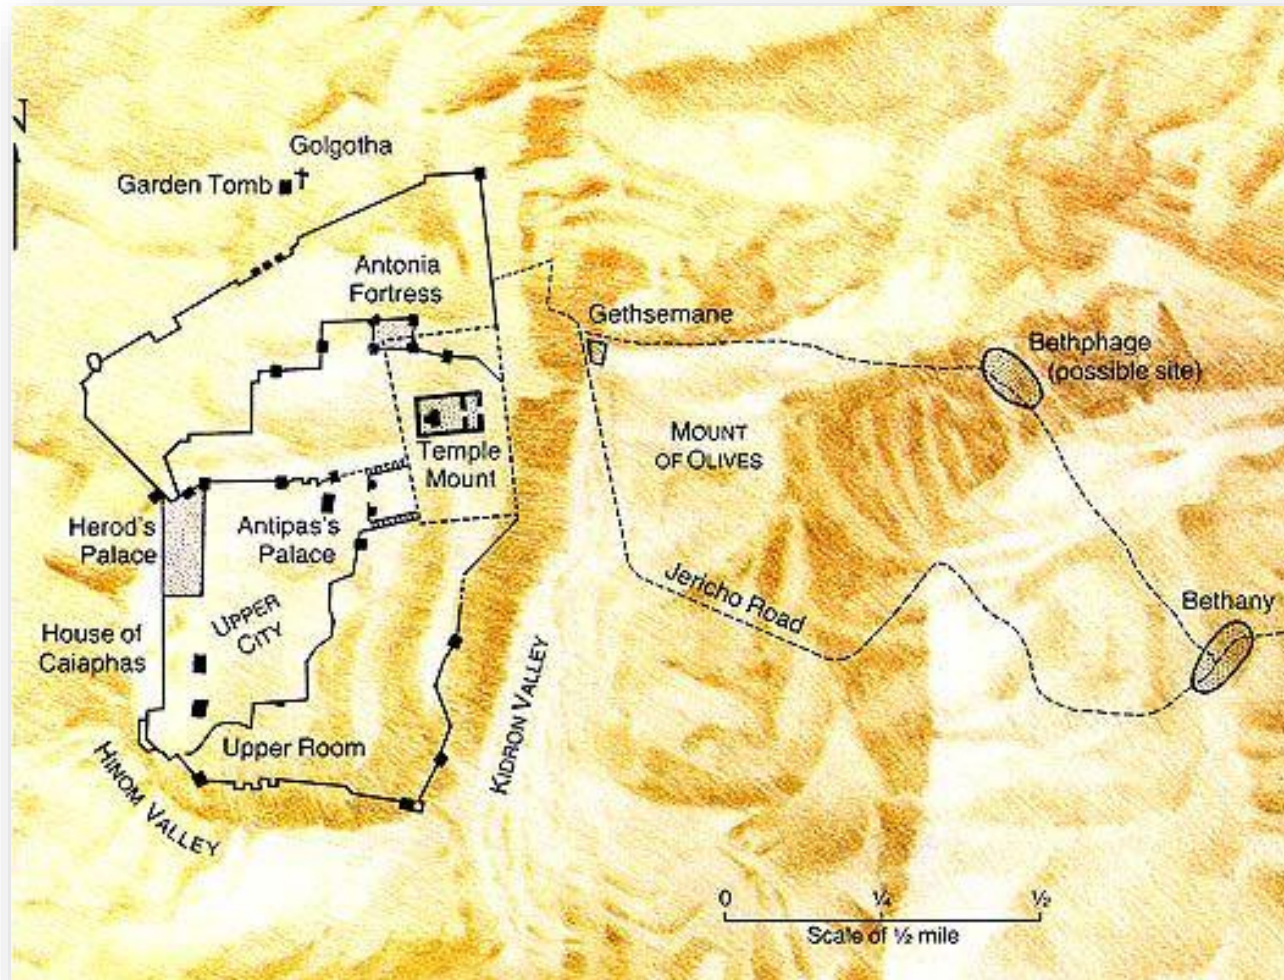 N
Golgotha
Garden Tomb
Antonia
Fortress
Gethsemane
Bethphage
(possible site)
MOUNT
OF OLIVES
Temple
Mount
Herod's
Palace
Antipas's
Palace
Jericho Road
Bethany
UPPER
CITY
House of
Caiaphas
KIDRON VALLEY
Upper Room
HINOM VALLEY
0 ¼ ½
Scale of ½ mile